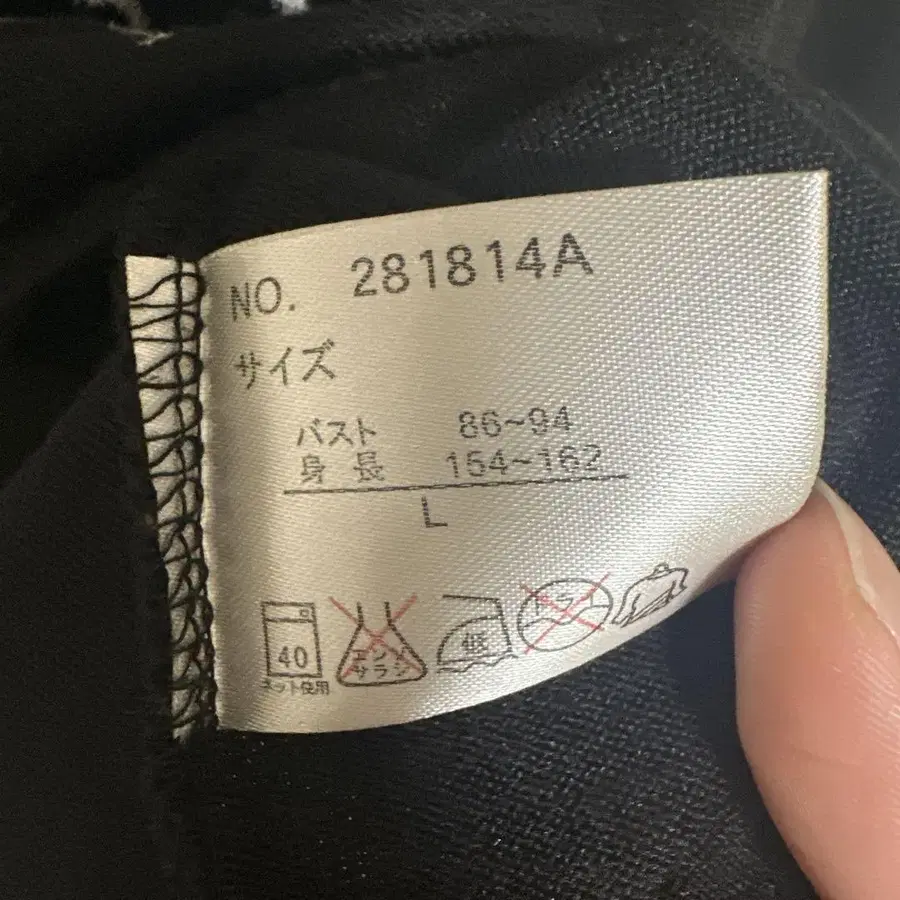 NO. 281814A
サイズ
バスト 86~94
身長 154~162
L
40
ネット使用
エンソ
サラシ
低
ドライ